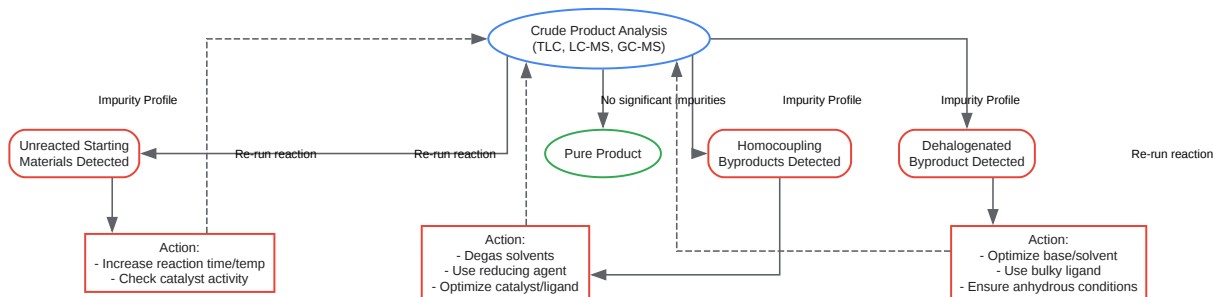 Crude Product Analysis
(TLC, LC-MS, GC-MS)
Impurity Profile
No significant impurities
Impurity Profile
Impurity Profile
Unreacted Starting
Materials Detected
Re-run reaction
Re-run reaction
Pure Product
Homocoupling
Byproducts Detected
Dehalogenated
Byproduct Detected
Re-run reaction
Action:
- Increase reaction time/temp
- Check catalyst activity
Action:
- Degas solvents
- Use reducing agent
- Optimize catalyst/ligand
Action:
- Optimize base/solvent
- Use bulky ligand
- Ensure anhydrous conditions